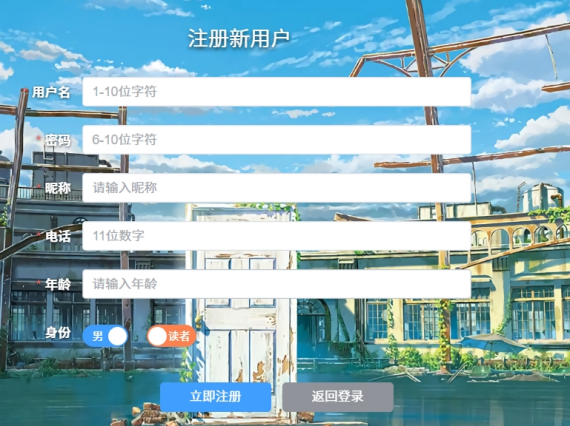 注册新用户
用户名 1-10位字符
* 密码 6-10位字符
* 昵称 请输入昵称
* 电话 11位数字
* 年龄 请输入年龄
身份 男 读者
立即注册 返回登录